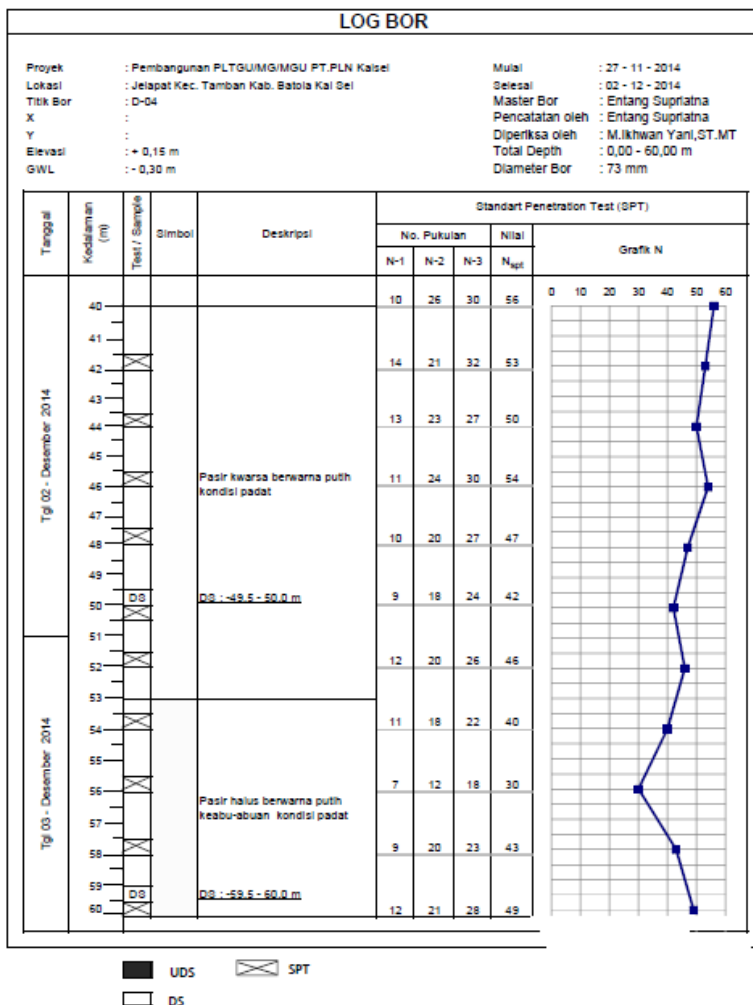 LOG BOR
Proyek : Pembangunan PLTGU/MG/MGU PT.PLN Kalsel
Lokasi : Jelapat Kec. Tamban Kab. Batola Kal Sel
Titik Bor : D-04
X :
Y :
Elevasi : + 0,15 m
GWL : - 0,30 m
Mulai : 27 - 11 - 2014
Selesai : 02 - 12 - 2014
Master Bor : Entang Supriatna
Pencatatan oleh : Entang Supriatna
Diperiksa oleh : M.Ikhwan Yani,ST.MT
Total Depth : 0,00 - 60,00 m
Diameter Bor : 73 mm
Tanggal
Kedalaman (m)
Test / Sample
Simbol
Deskripsi
Standart Penetration Test (SPT)
No. Pukulan
Nilai
Grafik N
N-1 N-2 N-3 Nspt
0 10 20 30 40 50 60
40 10 26 30 56
41
42 14 21 32 53
43
44 13 23 27 50
45
Pasir kwarsa berwarna putih
46 11 24 30 54
kondisi padat
47
48 10 20 27 47
49
DS DS : -49.5 - 50.0 m
50 9 18 24 42
51
52 12 20 26 46
53
54 11 18 22 40
55
56 7 12 18 30
Pasir halus berwarna putih
keabu-abuan kondisi padat
57
58 9 20 23 43
59
DS DS : -59.5 - 60.0 m
60 12 21 28 49
Tgl 02 - Desember 2014
Tgl 03 - Desember 2014
UDS SPT
DS